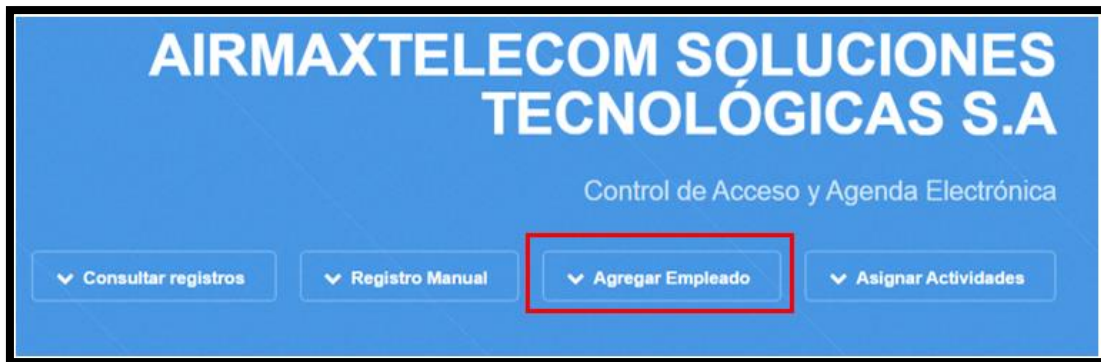 AIRMAXTELECOM SOLUCIONES
TECNOLÓGICAS S.A
Control de Acceso y Agenda Electrónica
Consultar registros
Registro Manual
Agregar Empleado
Asignar Actividades